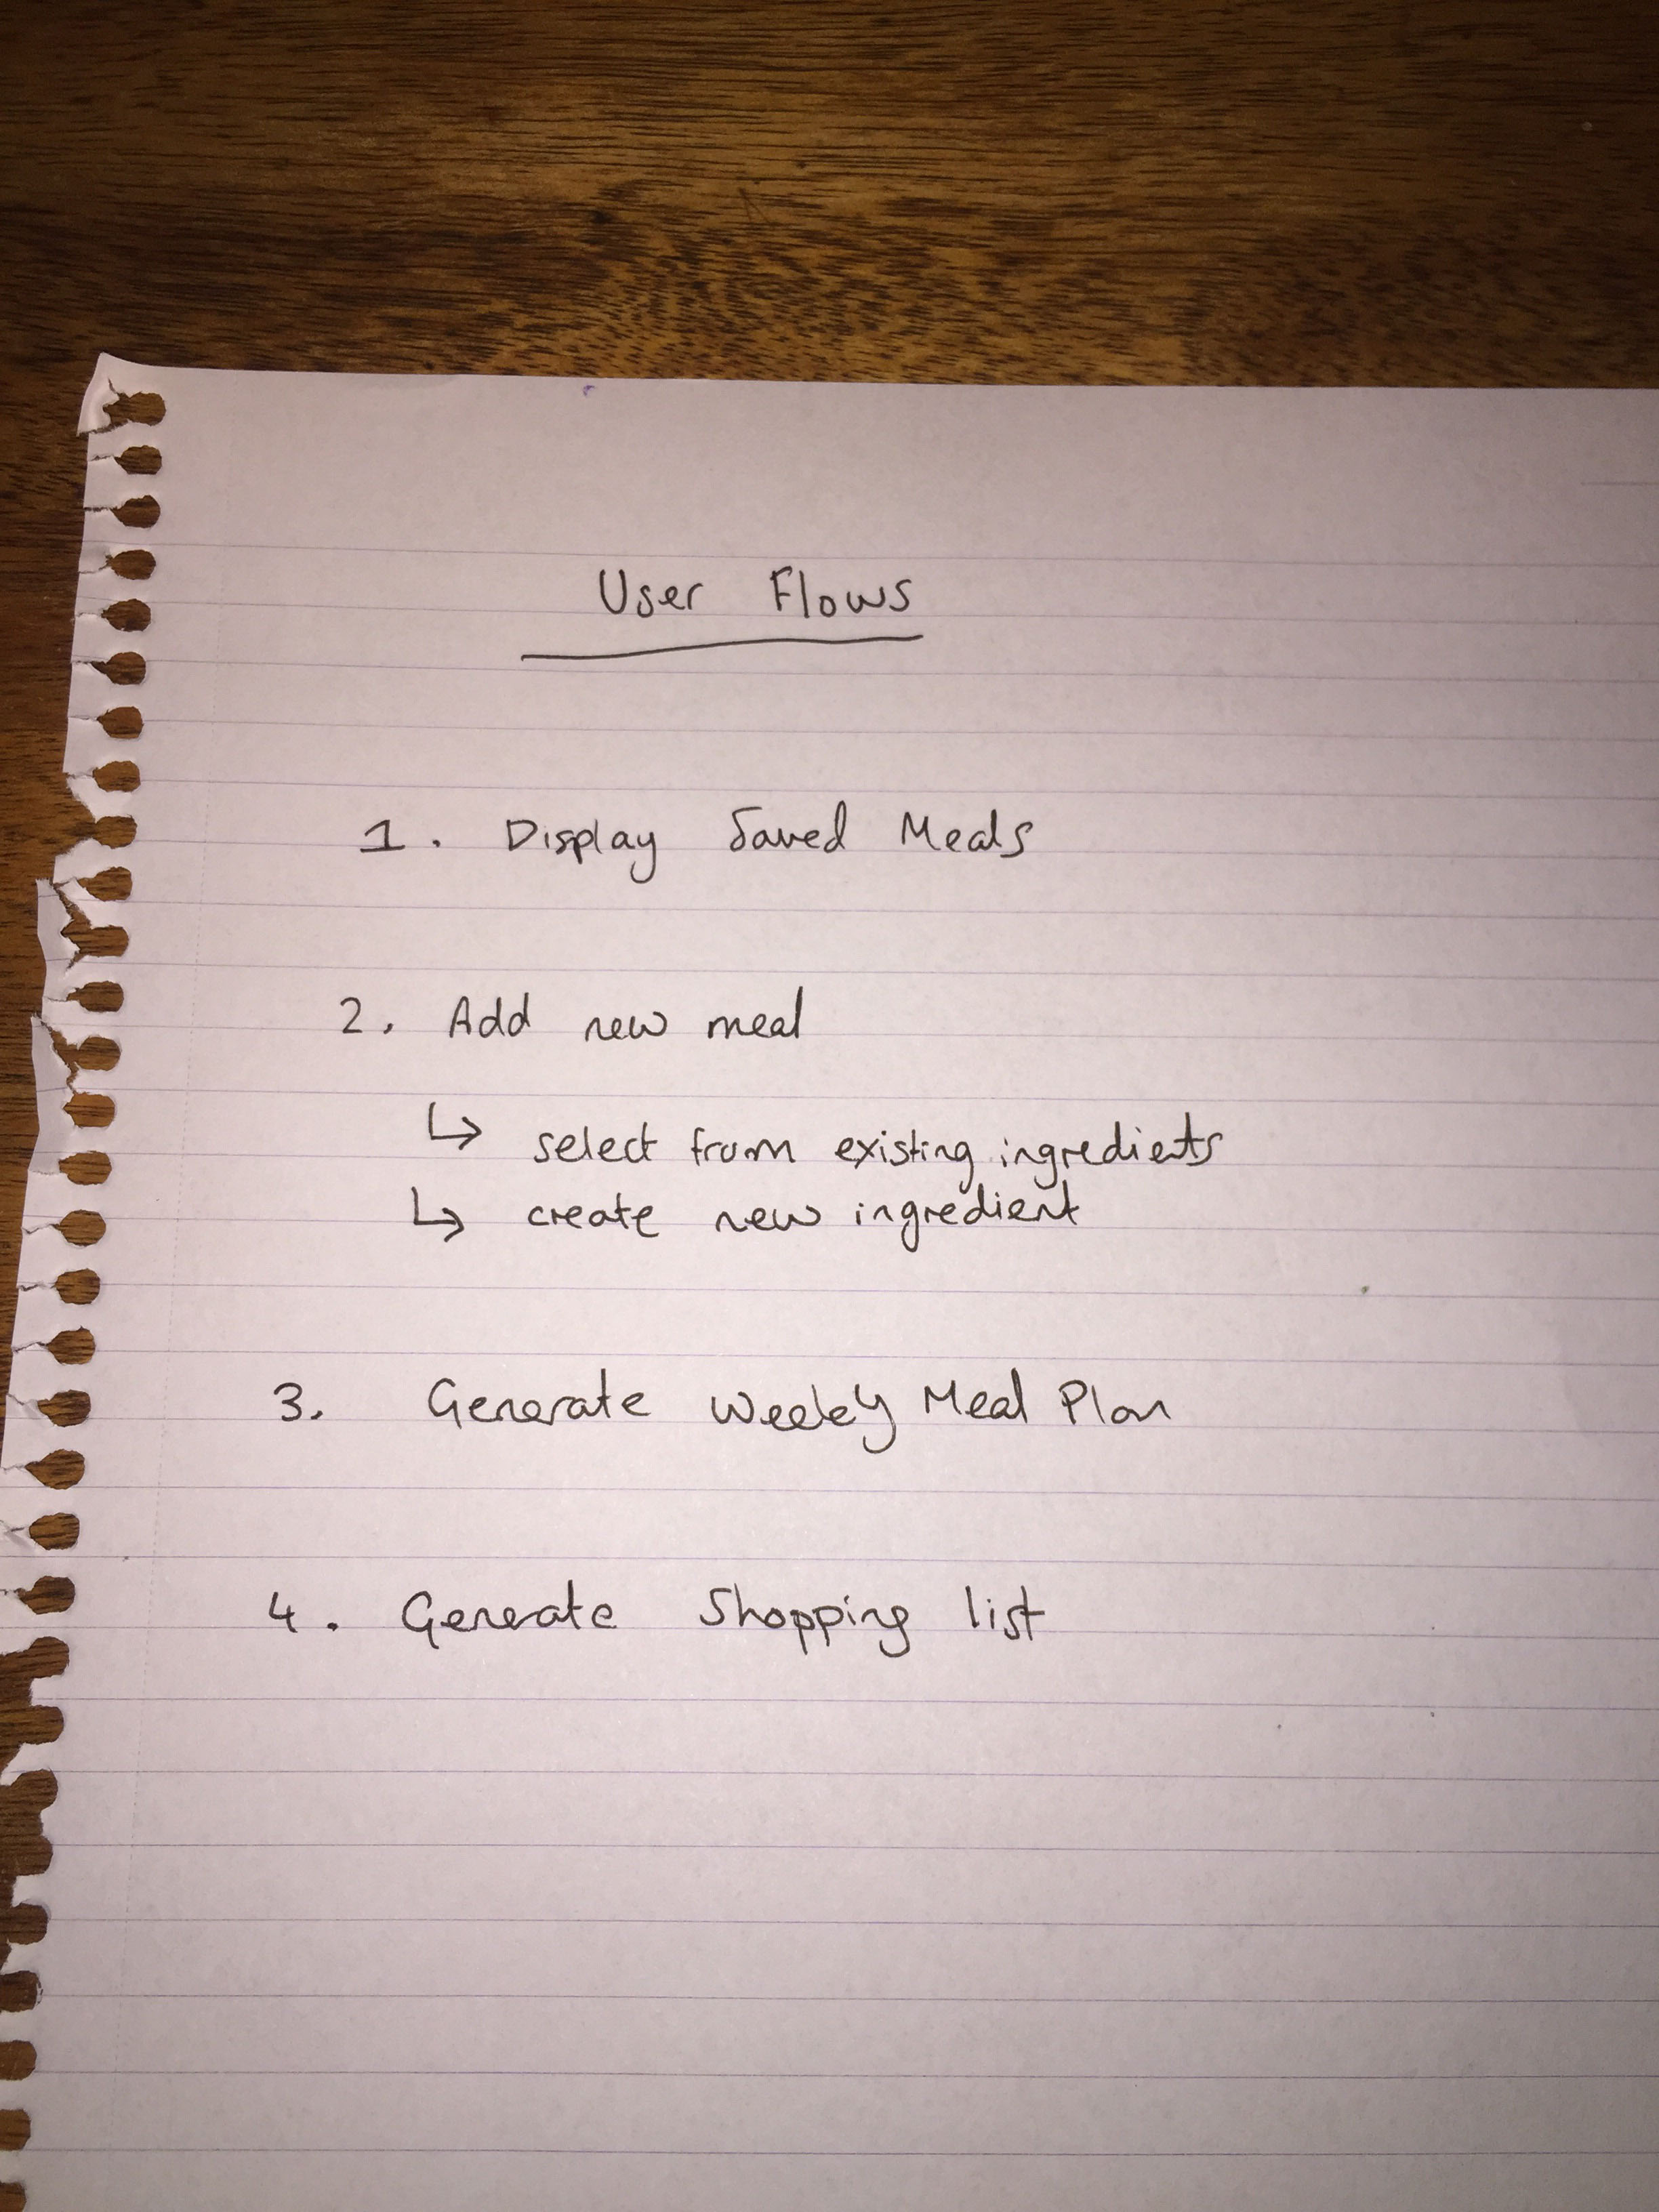 User Flows
1. Display Saved Meals
2. Add new meal
↳ select from existing ingredients
↳ create new ingredient
3. Generate Weekly Meal Plan
4. Generate Shopping list